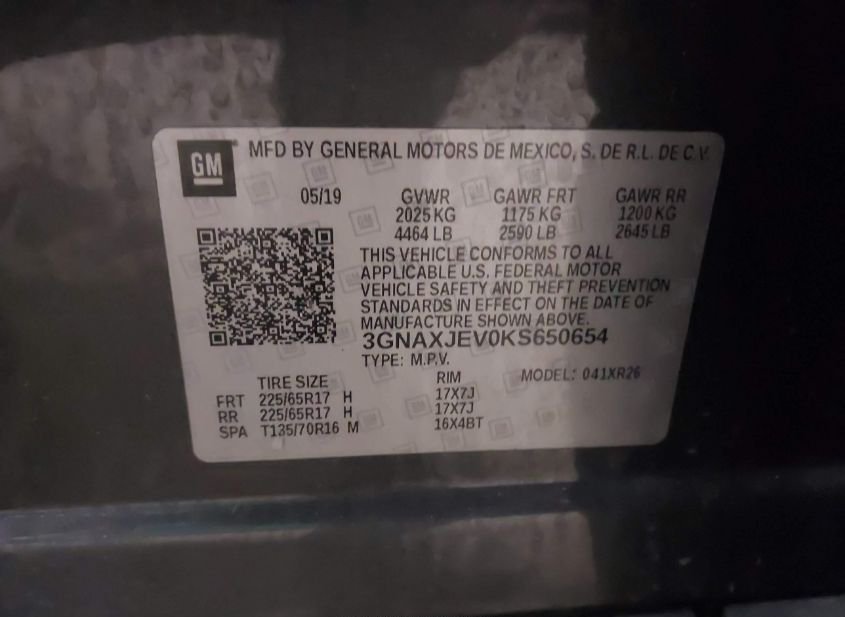 GM
MFD BY GENERAL MOTORS DE MEXICO, S. DE R.L. DE C.V.
05/19 GVWR GAWR FRT GAWR RR
2025 KG 1175 KG 1200 KG
4464 LB 2590 LB 2645 LB
THIS VEHICLE CONFORMS TO ALL
APPLICABLE U.S. FEDERAL MOTOR
VEHICLE SAFETY AND THEFT PREVENTION
STANDARDS IN EFFECT ON THE DATE OF
MANUFACTURE SHOWN ABOVE.
3GNAXJEV0KS650654
TYPE: M.P.V.
TIRE SIZE RIM MODEL: 041XR26
FRT 225/65R17 H 17X7J
RR 225/65R17 H 17X7J
SPA T135/70R16 M 16X4BT